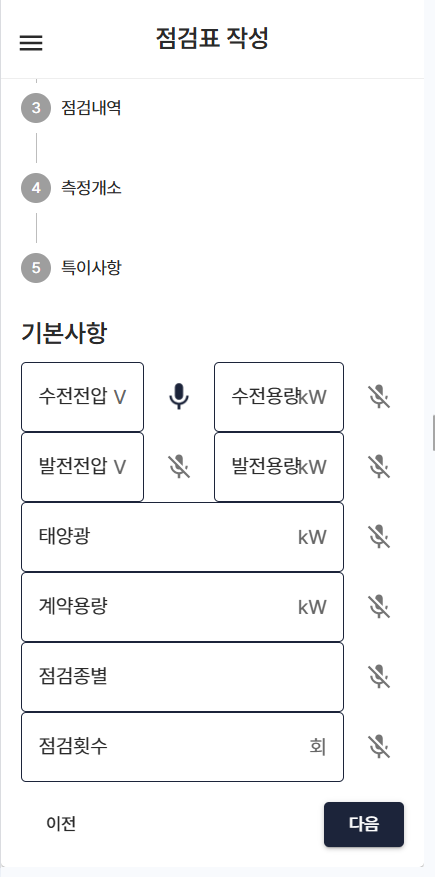 점검표 작성
3 점검내역
4 측정개소
5 특이사항
기본사항
수전전압 V 수전용량 kW
발전전압 V 발전용량 kW
태양광 kW
계약용량 kW
점검종별
점검횟수 회
이전 다음